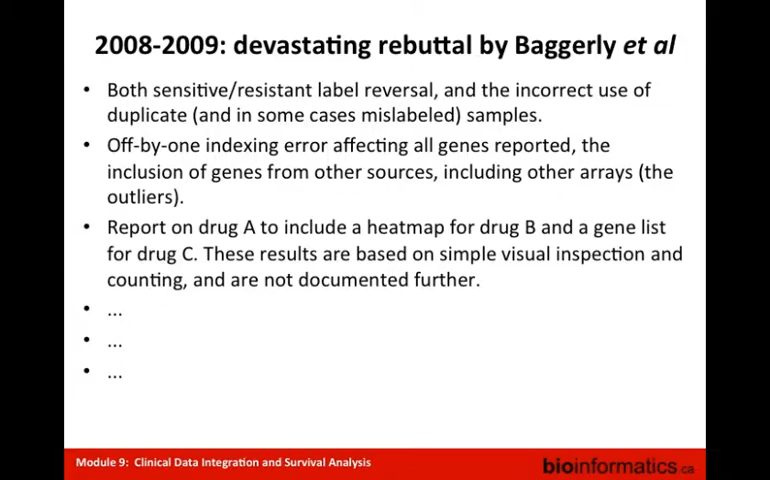 2008-2009: devastating rebuttal by Baggerly et al
• Both sensitive/resistant label reversal, and the incorrect use of
duplicate (and in some cases mislabeled) samples.
• Off-by-one indexing error affecting all genes reported, the
inclusion of genes from other sources, including other arrays (the
outliers).
• Report on drug A to include a heatmap for drug B and a gene list
for drug C. These results are based on simple visual inspection and
counting, and are not documented further.
• ...
• ...
• ...
Module 9: Clinical Data Integration and Survival Analysis
bioinformatics.ca